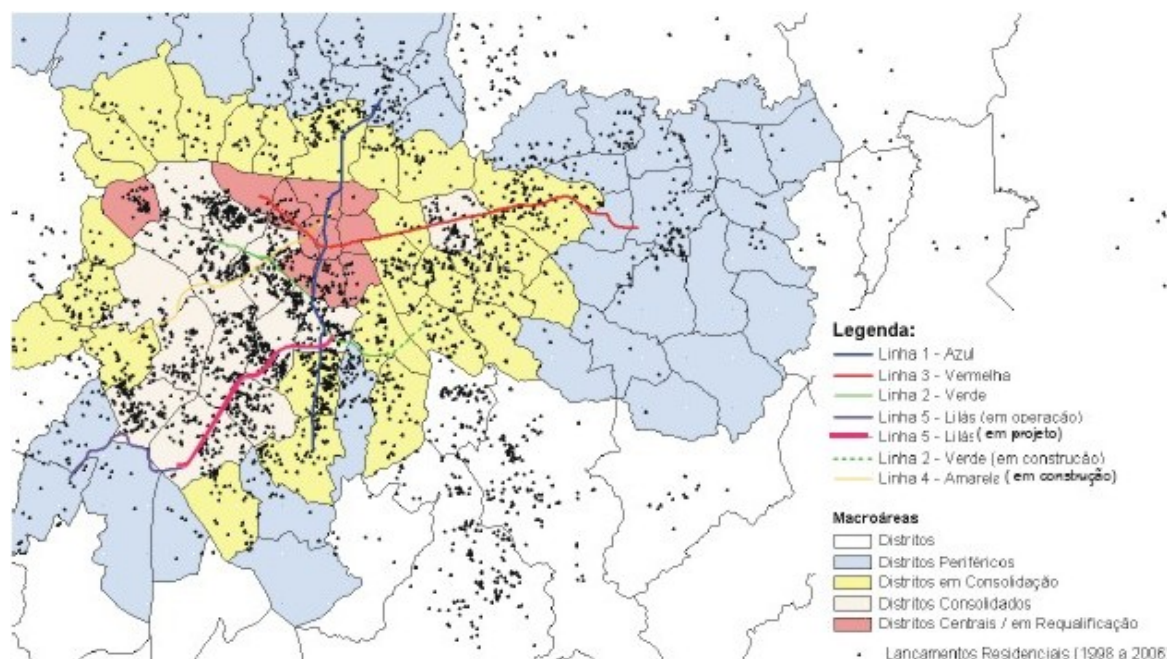 Legenda:
Linha 1 - Azul
Linha 3 - Vermelha
Linha 2 - Verde
Linha 5 - Lilás (em operação)
Linha 5 - Lilás (em projeto)
Linha 2 - Verde (em construcão)
Linha 4 - Amarela (em construção)
Macroáreas
Distritos
Distritos Periféricos
Distritos em Consolidação
Distritos Consolidados
Distritos Centrais / em Requalificação
Lancamentos Residenciais (1998 a 2006